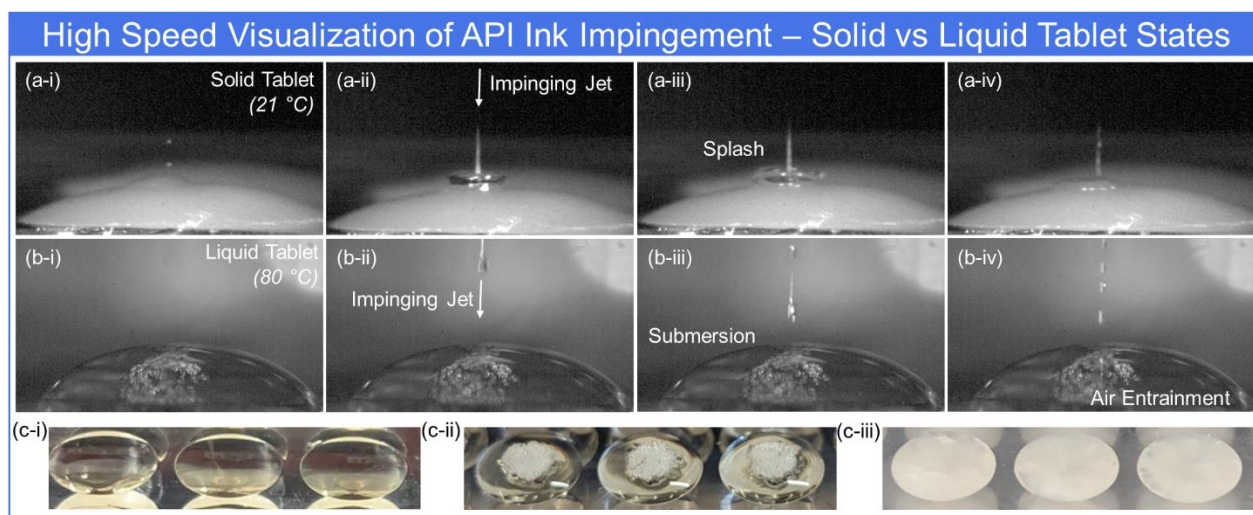 High Speed Visualization of API Ink Impingement – Solid vs Liquid Tablet States
(a-i)
Solid Tablet
(21 °C)
(a-ii)
Impinging Jet
(a-iii)
Splash
(a-iv)
(b-i)
Liquid Tablet
(80 °C)
(b-ii)
Impinging Jet
(b-iii)
Submersion
(b-iv)
Air Entrainment
(c-i)
(c-ii)
(c-iii)